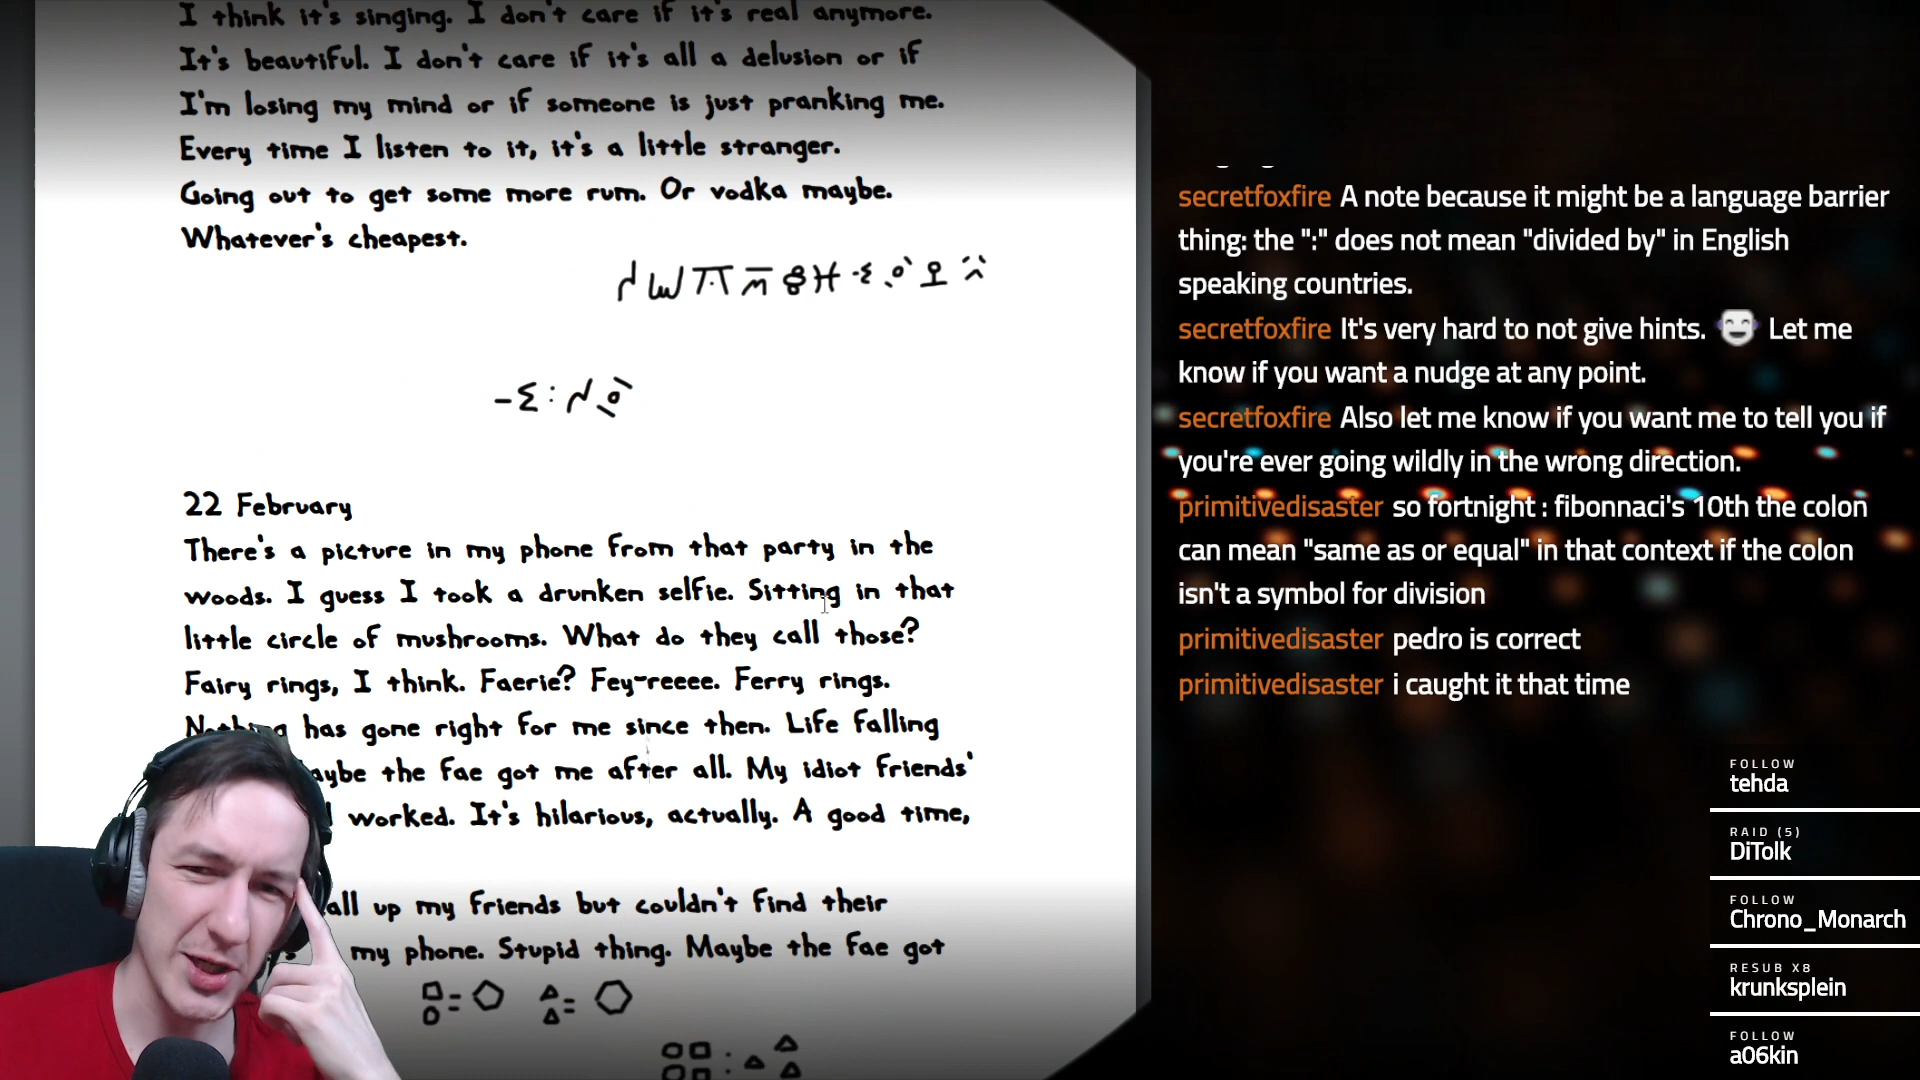 I think it's singing. I don't care if it's real anymore.
It's beautiful. I don't care if it's all a delusion or if
I'm losing my mind or if someone is just pranking me.
Every time I listen to it, it's a little stranger.
Going out to get some more rum. Or vodka maybe.
Whatever's cheapest.
22 February
There's a picture in my phone from that party in the
woods. I guess I took a drunken selfie. Sitting in that
little circle of mushrooms. What do they call those?
Fairy rings, I think. Faerie? Fey-reeee. Ferry rings.
Nothing has gone right for me since then. Life falling
the fae got me after all. My idiot friends'
worked. It's hilarious, actually. A good time,
all up my friends but couldn't find their
my phone. Stupid thing. Maybe the fae got
secretfoxfire A note because it might be a language barrier
thing: the ":" does not mean "divided by" in English
speaking countries.
secretfoxfire It's very hard to not give hints. Let me
know if you want a nudge at any point.
secretfoxfire Also let me know if you want me to tell you if
you're ever going wildly in the wrong direction.
primitivedisaster so fortnight : fibonnaci's 10th the colon
can mean "same as or equal" in that context if the colon
isn't a symbol for division
primitivedisaster pedro is correct
primitivedisaster i caught it that time
FOLLOW
tehda
RAID (5)
DiTolk
FOLLOW
Chrono_Monarch
RESUB X8
krunksplein
FOLLOW
a06kin